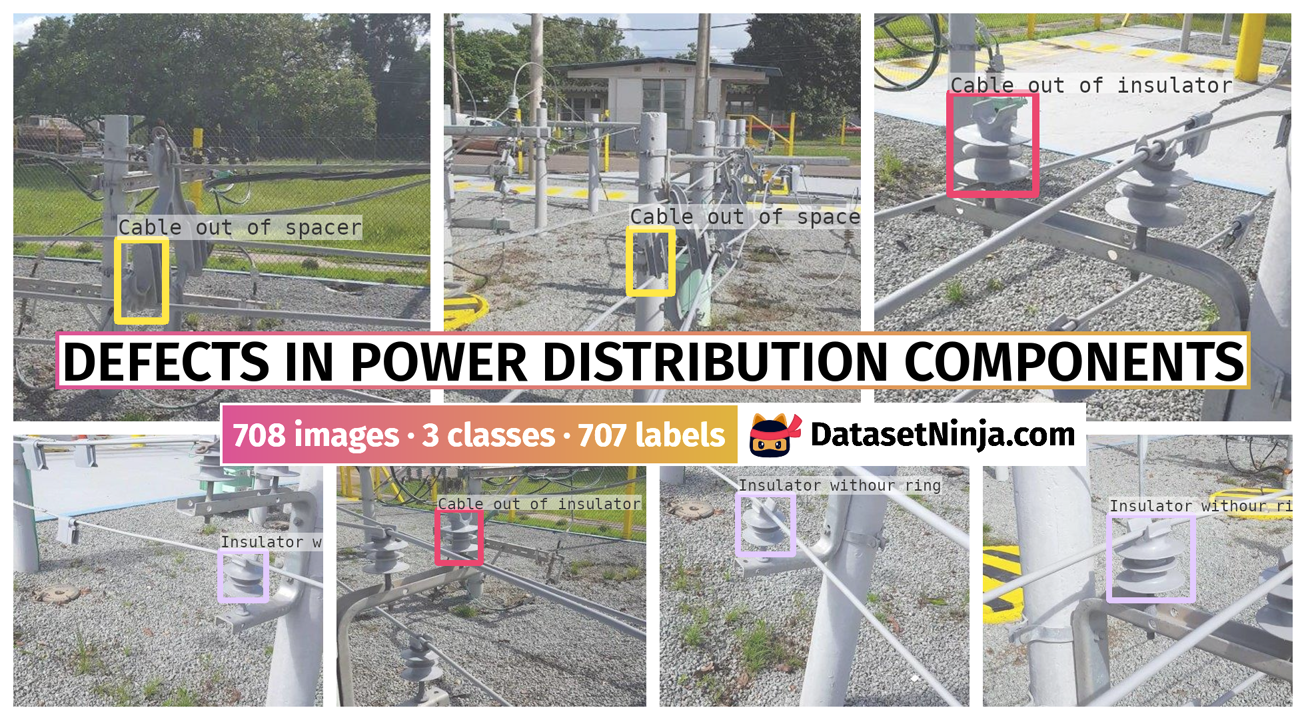 Cable out of spacer
Cable out of space
Cable out of insulator
DEFECTS IN POWER DISTRIBUTION COMPONENTS
708 images · 3 classes · 707 labels
DatasetNinja.com
Insulator w
Cable out of insulator
Insulator withour ring
Insulator withour ri